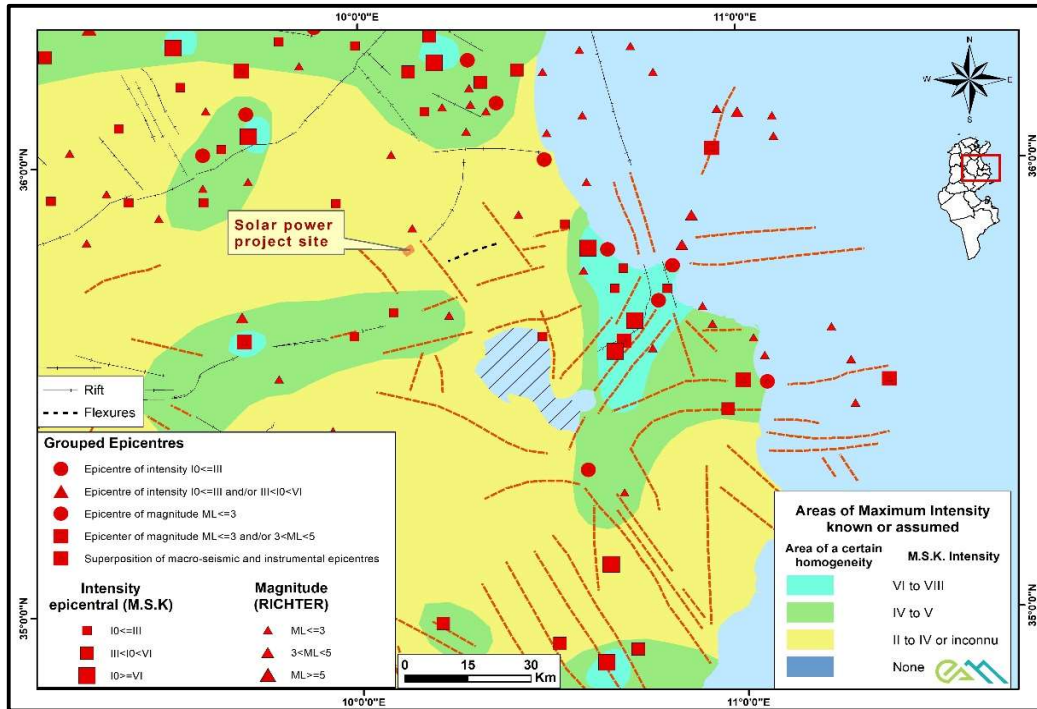 10°0'0"E
11°0'0"E
N
W
E
S
36°0'0"N
36°0'0"N
Solar power
project site
Rift
Flexures
Grouped Epicentres
Epicentre of intensity I0<=III
Epicentre of intensity I0<=III and/or III<I0<VI
Epicentre of magnitude ML<=3
Epicenter of magnitude ML<=3 and/or 3<ML<5
Superposition of macro-seismic and instrumental epicentres
Intensity
epicentral (M.S.K)
I0<=III
III<I0<VI
I0>=VI
Magnitude
(RICHTER)
ML<=3
3<ML<5
ML>=5
Areas of Maximum Intensity
known or assumed
Area of a certain
homogeneity
M.S.K. Intensity
VI to VIII
IV to V
II to IV or inconnu
None
35°0'0"N
35°0'0"N
0
15
30
Km
10°0'0"E
11°0'0"E